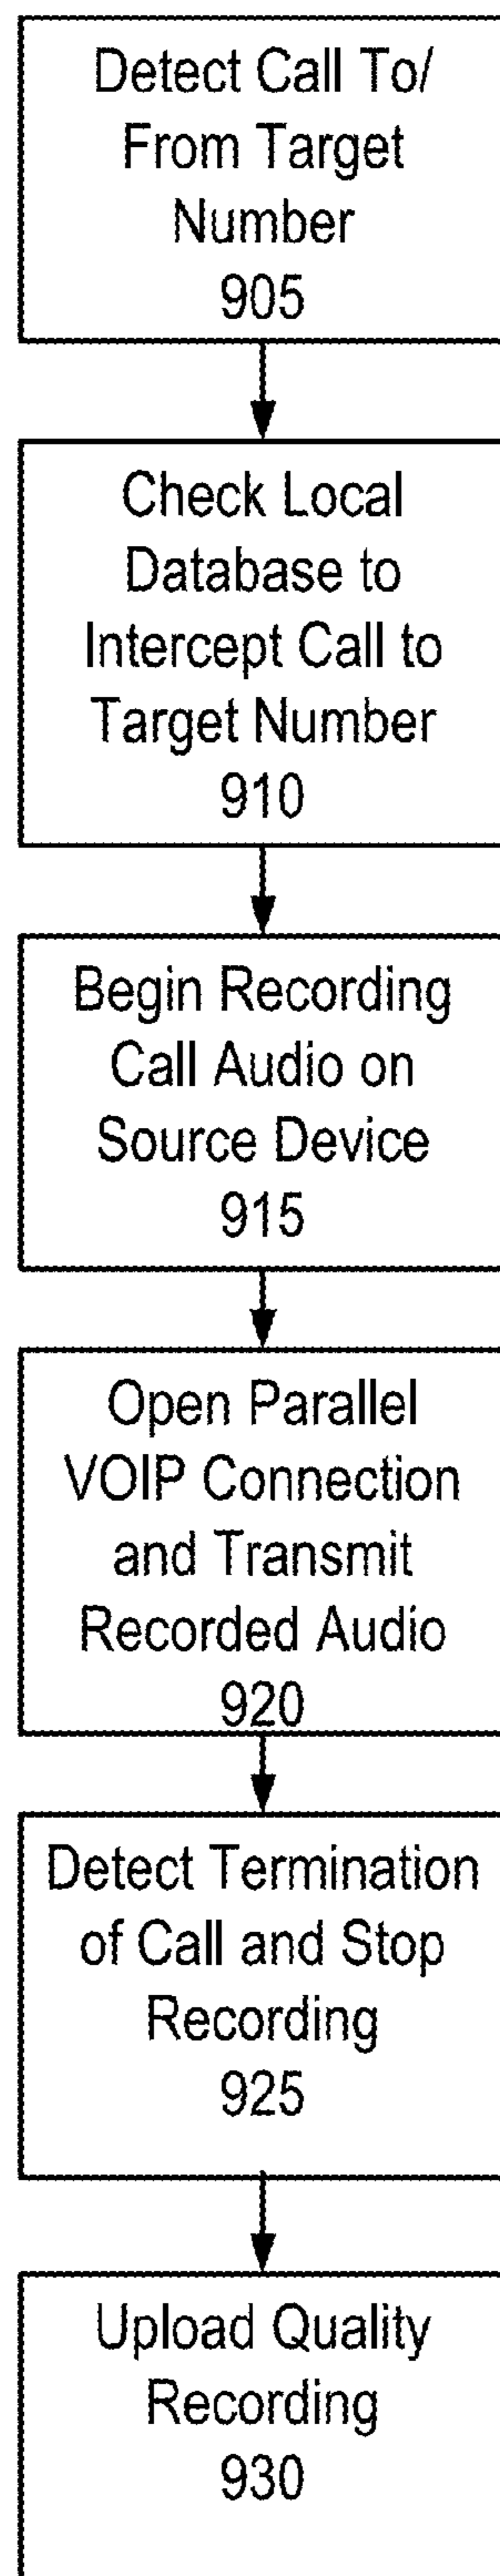 Detect Call To/
From Target
Number
905
Check Local
Database to
Intercept Call to
Target Number
910
Begin Recording
Call Audio on
Source Device
915
Open Parallel
VOIP Connection
and Transmit
Recorded Audio
920
Detect Termination
of Call and Stop
Recording
925
Upload Quality
Recording
930